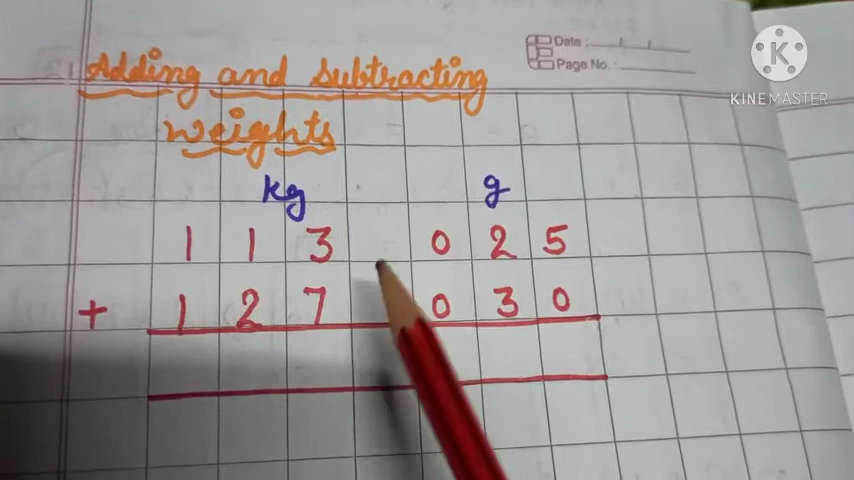 Date :
Page No. :
K
KINEMASTER
Adding and Subtracting
weights
kg g
1 1 3 0 2 5
+ 1 2 7 0 3 0